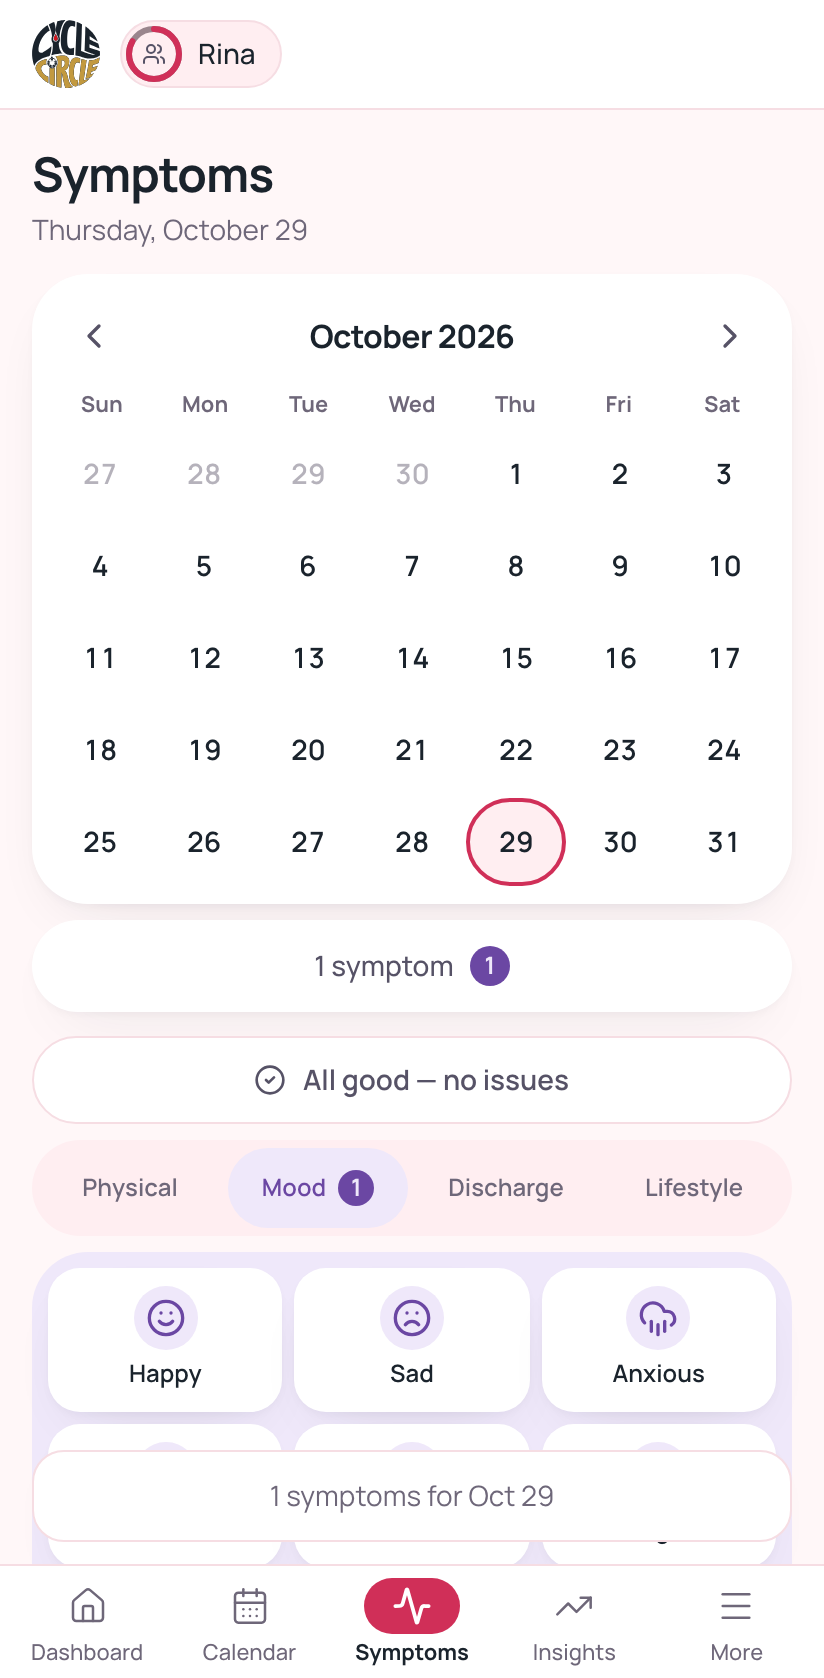 CYCLE
CIRCLE
Rina
Symptoms
Thursday, October 29
October 2026
Sun Mon Tue Wed Thu Fri Sat
27 28 29 30 1 2 3
4 5 6 7 8 9 10
11 12 13 14 15 16 17
18 19 20 21 22 23 24
25 26 27 28 29 30 31
1 symptom 1
All good — no issues
Physical Mood 1 Discharge Lifestyle
Happy Sad Anxious
1 symptoms for Oct 29
Dashboard Calendar Symptoms Insights More